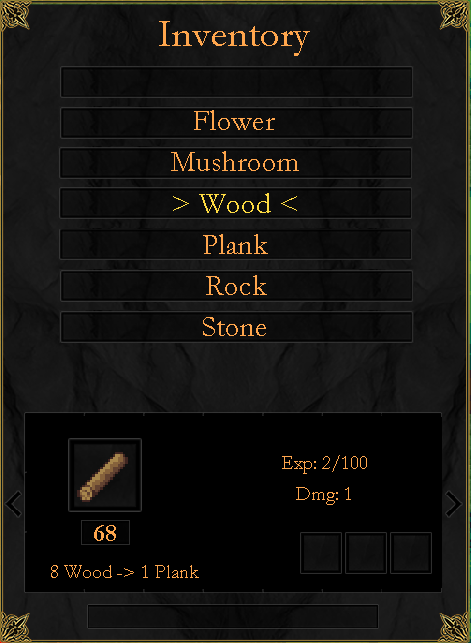 Inventory
Flower
Mushroom
> Wood <
Plank
Rock
Stone
Exp: 2/100
Dmg: 1
68
8 Wood -> 1 Plank